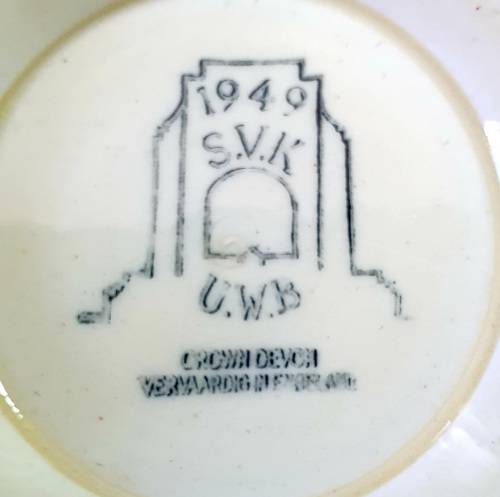 1949
S.V.K
U.W.B
CROWN DEVON
VERVAARDIG IN ENGELAND